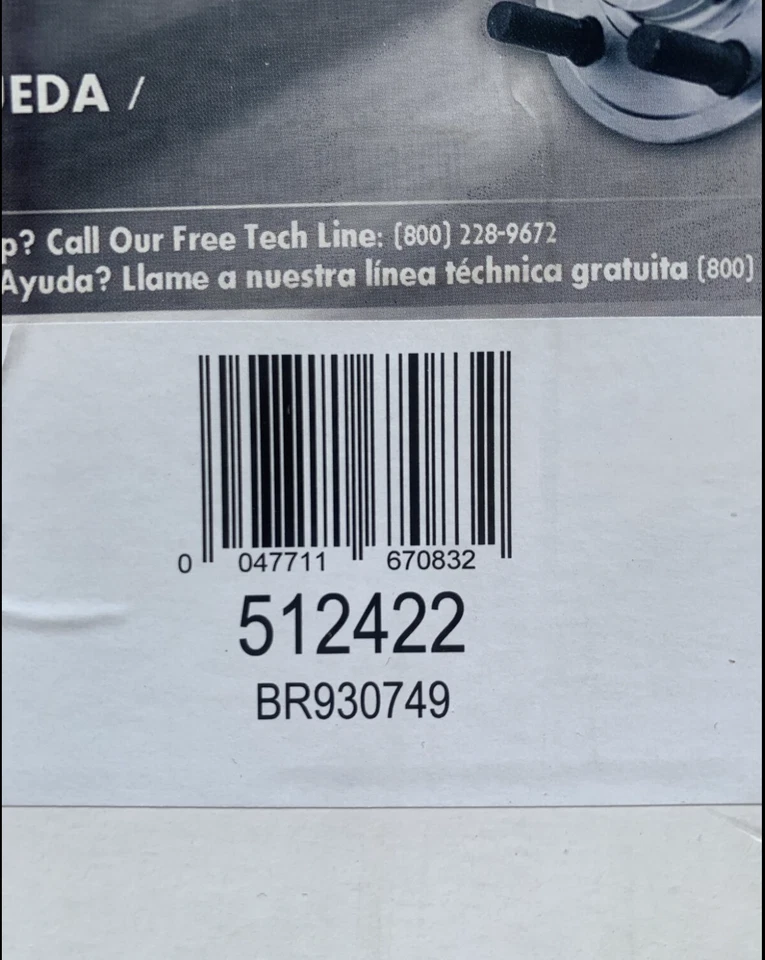 EDA /
p? Call Our Free Tech Line: (800) 228-9672
Ayuda? Llame a nuestra línea téchnica gratuita (800)
0 047711 670832
512422
BR930749